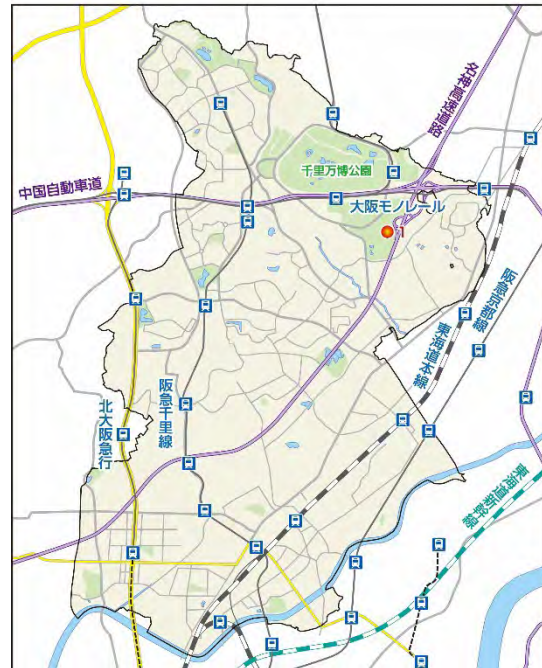 名神高速道路
中国自動車道
千里万博公園
大阪モノレール
1
阪急京都線
東海道本線
阪急千里線
北大阪急行
東海道新幹線